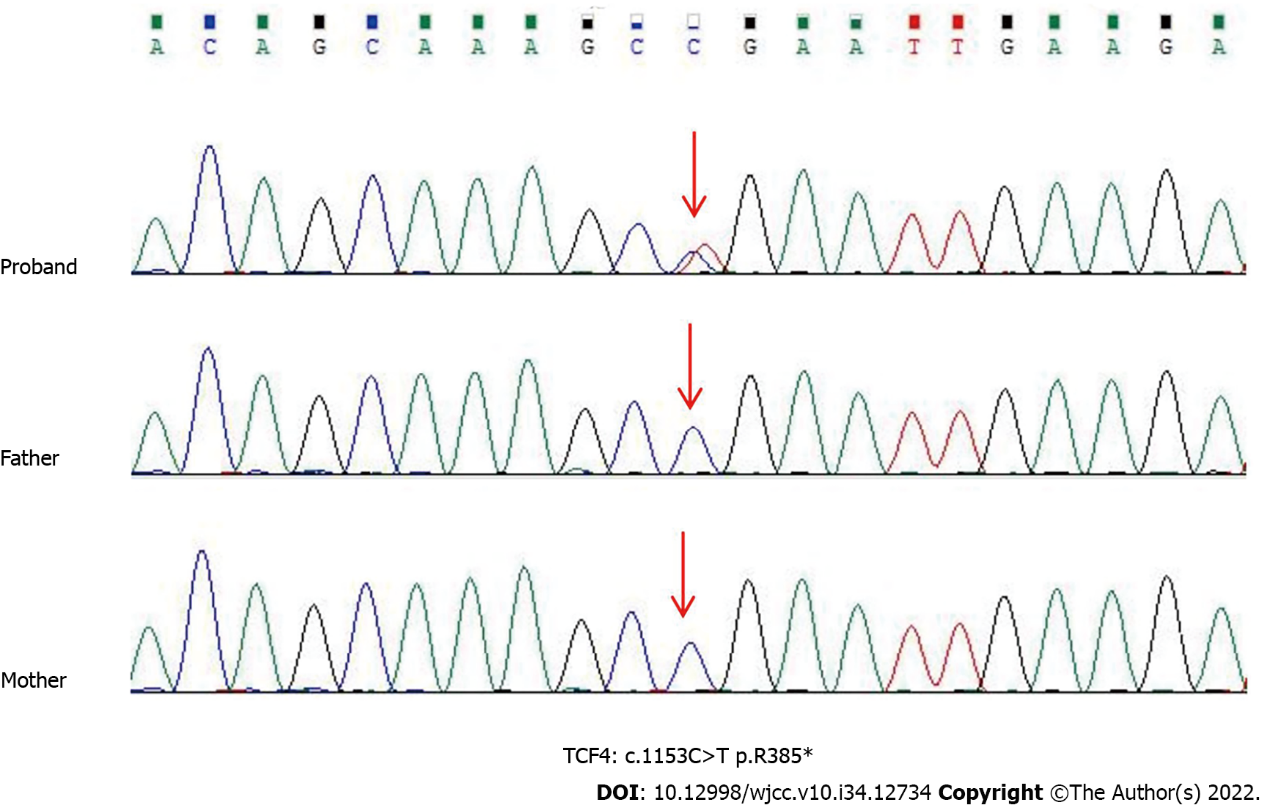 A C A G C A A A G C C G A A T T G A A G A
Proband
Father
Mother
TCF4: c.1153C>T p.R385*
DOI: 10.12998/wjcc.v10.i34.12734 Copyright ©The Author(s) 2022.